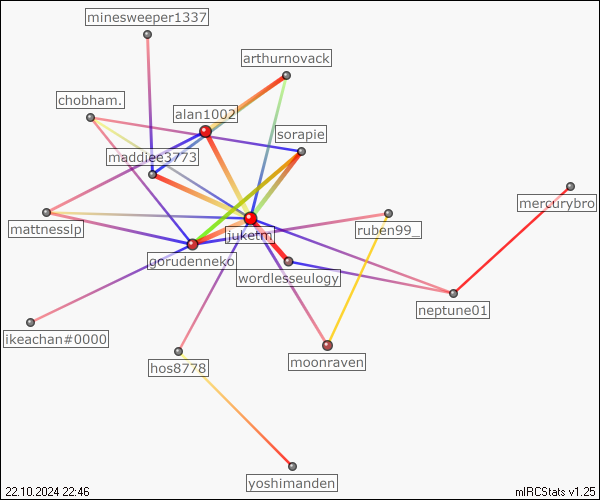 minesweeper1337
arthurnovack
chobham.
alan1002
sorapie
maddiee3773
mercurybro
mattnesslp
juketm
ruben99_
gorudenneko
wordlesseulogy
neptune01
ikeachan#0000
hos8778
moonraven
yoshimanden
22.10.2024 22:46
mIRCStats v1.25